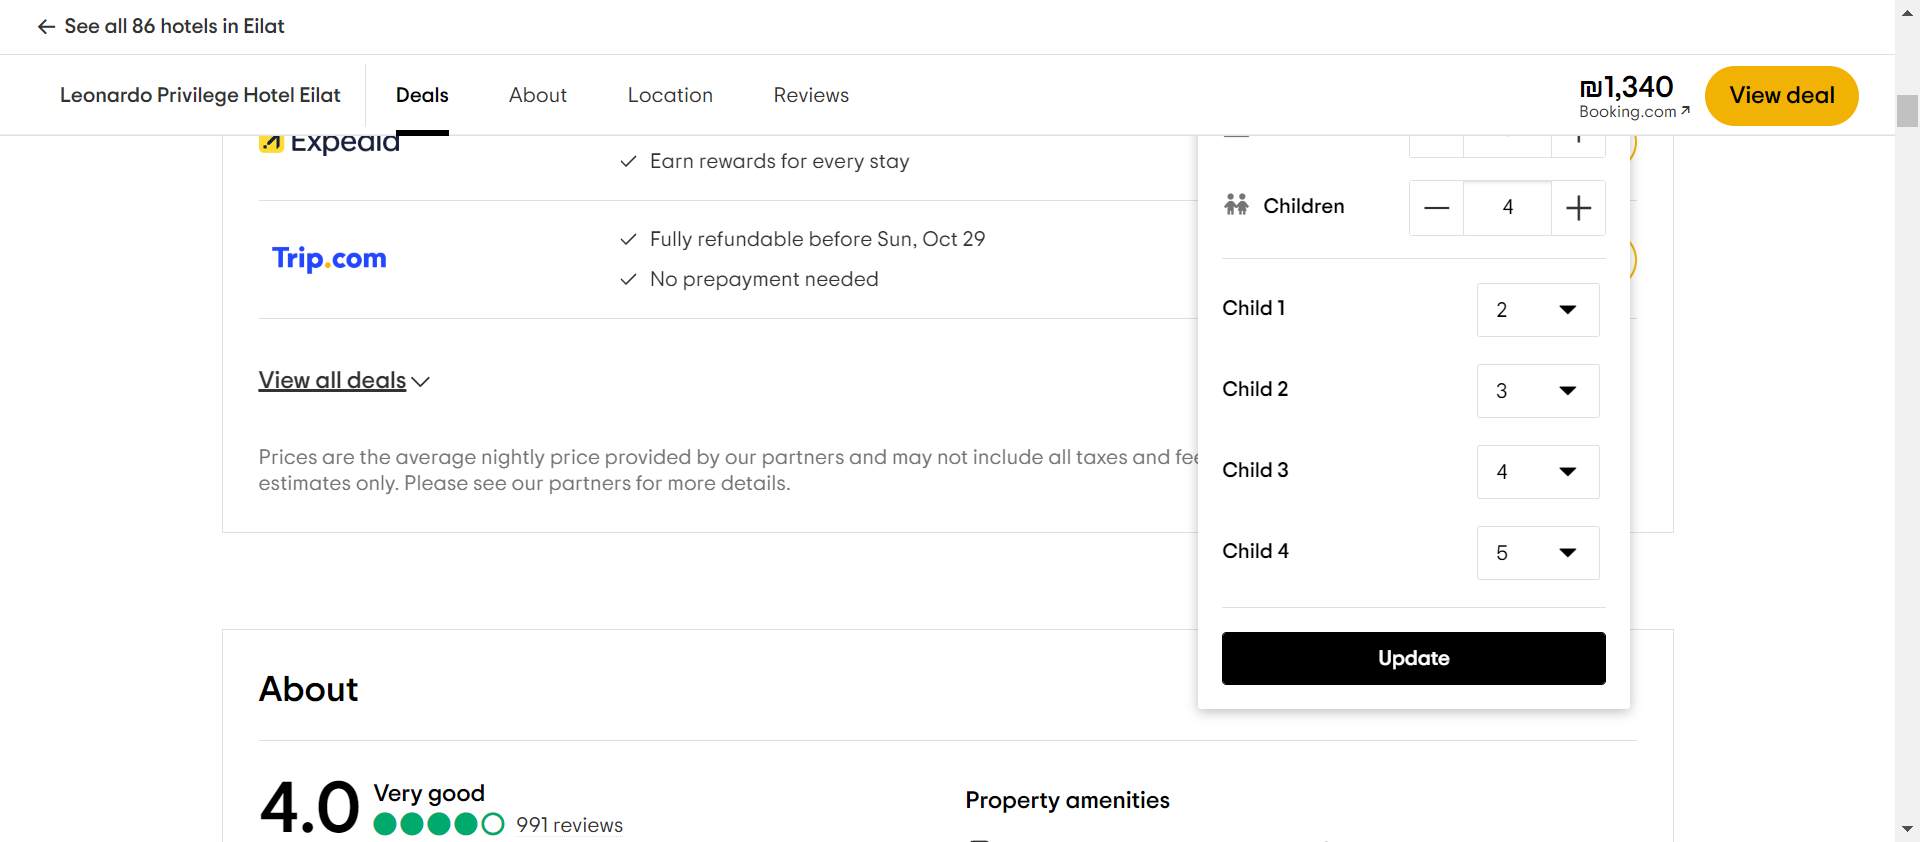 See all 86 hotels in Eilat
Leonardo Privilege Hotel Eilat
Deals
About
Location
Reviews
₪1,340
Booking.com
View deal
Expedia
Earn rewards for every stay
Trip.com
Fully refundable before Sun, Oct 29
No prepayment needed
View all deals
Prices are the average nightly price provided by our partners and may not include all taxes and
estimates only. Please see our partners for more details.
Children
4
Child 1
2
Child 2
3
Child 3
4
Child 4
5
Update
About
4.0
Very good
991 reviews
Property amenities